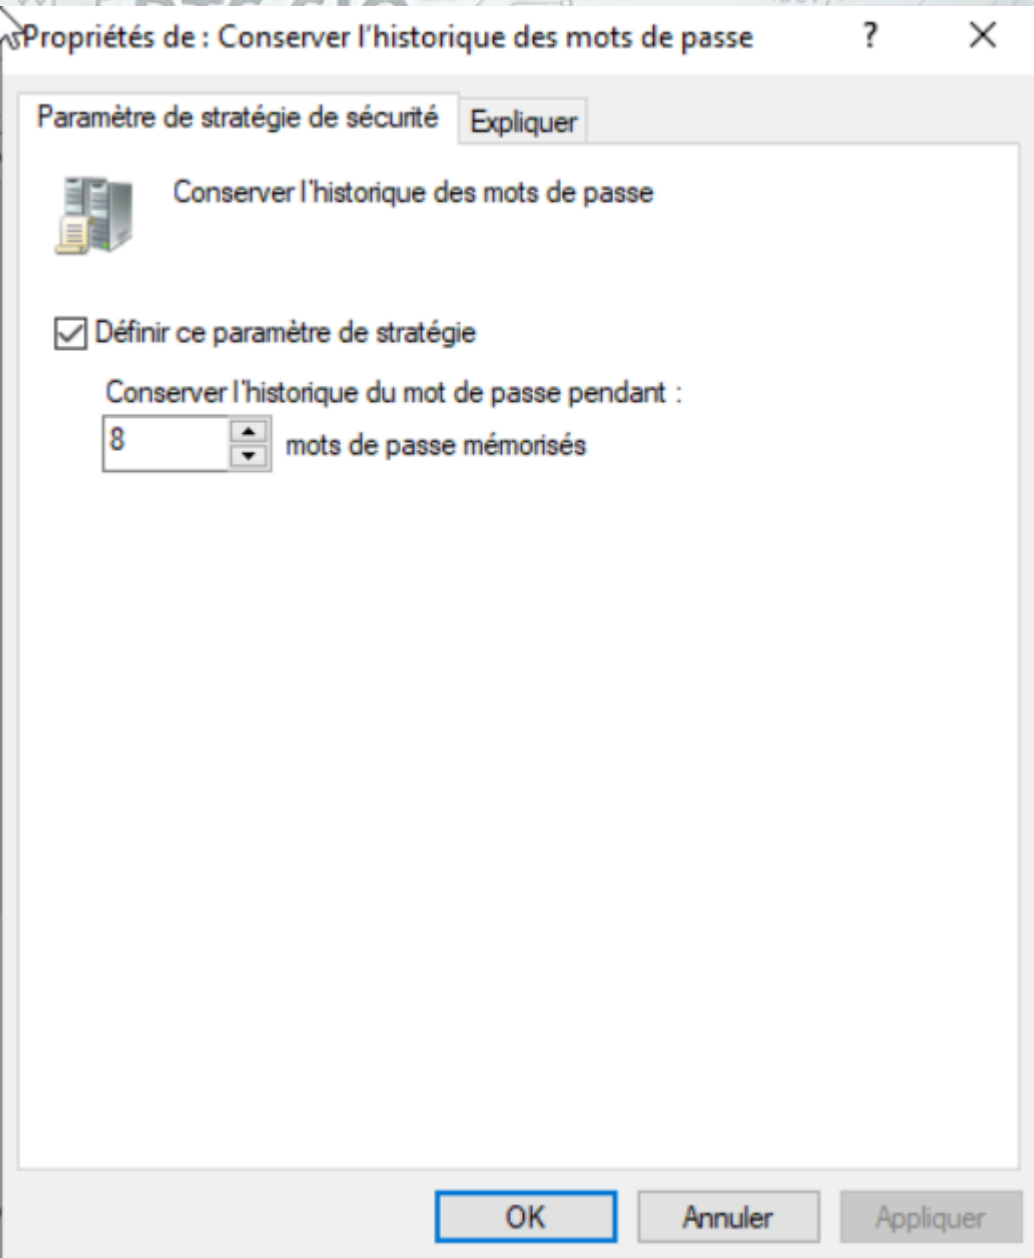 Propriétés de : Conserver l'historique des mots de passe ? ×
Paramètre de stratégie de sécurité Expliquer
Conserver l'historique des mots de passe
Définir ce paramètre de stratégie
Conserver l'historique du mot de passe pendant :
8 mots de passe mémorisés
OK Annuler Appliquer